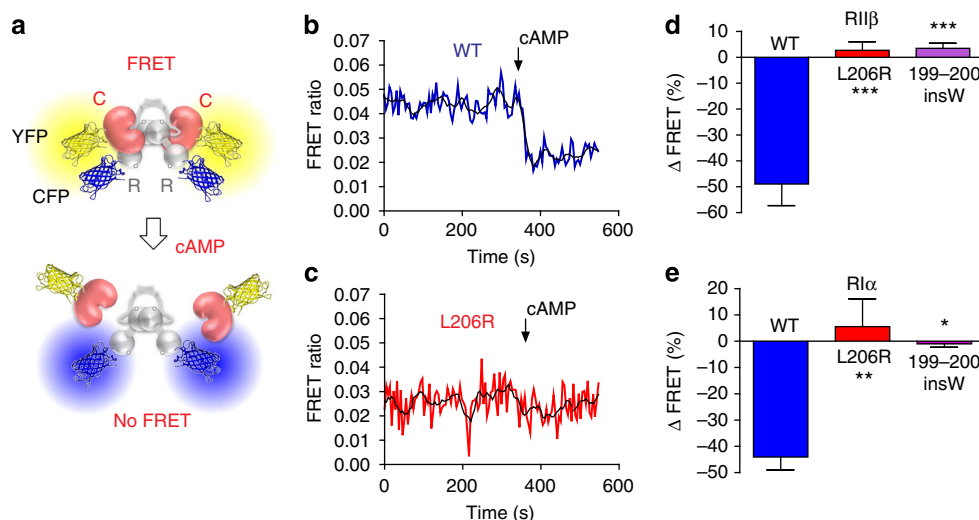 a
FRET
C C
YFP
CFP
R R
cAMP
No FRET
b
FRET ratio
0.07
0.06
0.05
0.04
0.03
0.02
0.01
0.00
WT
cAMP
0 200 400 600
Time (s)
c
FRET ratio
0.07
0.06
0.05
0.04
0.03
0.02
0.01
0.00
L206R
cAMP
0 200 400 600
Time (s)
d
Δ FRET (%)
10
0
−10
−20
−30
−40
−50
−60
RIIβ
WT
***
L206R
***
199–200
insW
e
Δ FRET (%)
20
10
0
−10
−20
−30
−40
−50
RIα
WT
*
L206R
**
199–200
insW